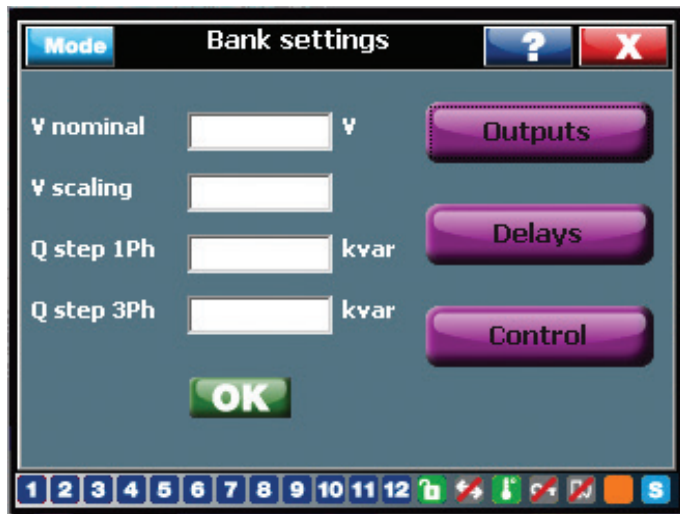 Mode Bank settings ? X
V nominal V Outputs
V scaling
Q step 1Ph kvar Delays
Q step 3Ph kvar
Control
OK
1 2 3 4 5 6 7 8 9 10 11 12 S